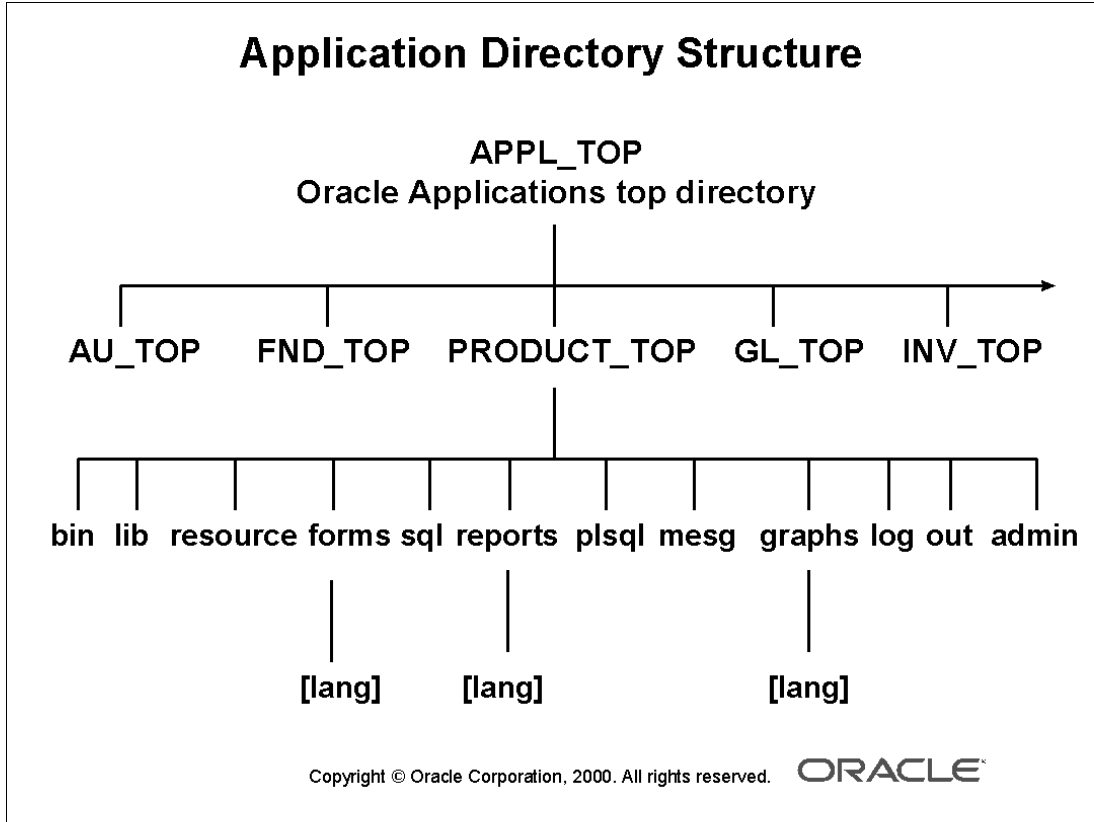 Application Directory Structure
APPL_TOP
Oracle Applications top directory
AU_TOP FND_TOP PRODUCT_TOP GL_TOP INV_TOP
bin lib resource forms sql reports plsql mesg graphs log out admin
[lang] [lang] [lang]
Copyright © Oracle Corporation, 2000. All rights reserved. ORACLE